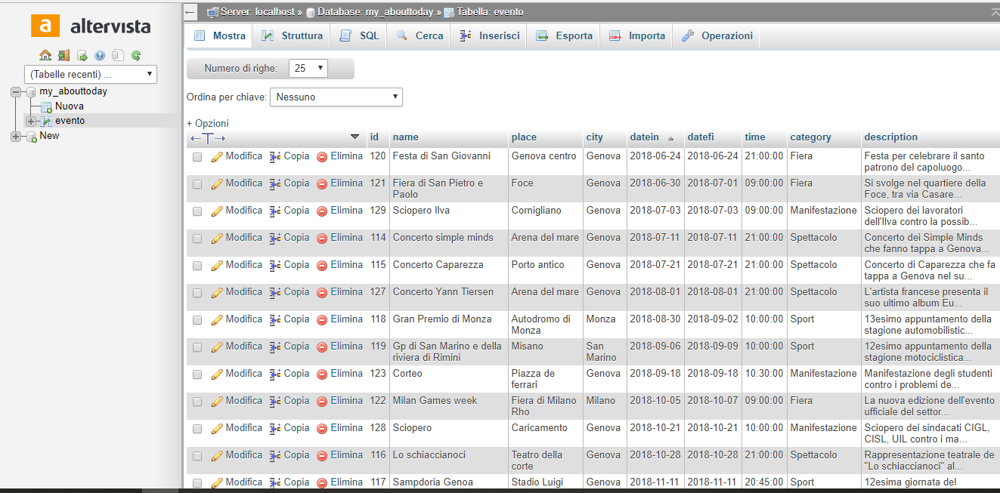 a altervista
(Tabelle recenti) ...
my_abouttoday
Nuova
evento
New
Server: localhost » Database: my_abouttoday » Tabella: evento
Mostra Struttura SQL Cerca Inserisci Esporta Importa Operazioni
Numero di righe: 25
Ordina per chiave: Nessuno
+ Opzioni
←T→ id name place city datein datefi time category description
Modifica Copia Elimina 120 Festa di San Giovanni Genova centro Genova 2018-06-24 2018-06-24 21:00:00 Fiera Festa per celebrare il santo
patrono del capoluogo...
Modifica Copia Elimina 121 Fiera di San Pietro e Foce Genova 2018-06-30 2018-07-01 09:00:00 Fiera Si svolge nel quartiere della
Paolo Foce, tra via Casare...
Modifica Copia Elimina 129 Sciopero Ilva Cornigliano Genova 2018-07-03 2018-07-03 09:00:00 Manifestazione Sciopero dei lavoratori
dell'Ilva contro la possib...
Modifica Copia Elimina 114 Concerto simple minds Arena del mare Genova 2018-07-11 2018-07-11 21:00:00 Spettacolo Concerto dei Simple Minds
che fanno tappa a Genova...
Modifica Copia Elimina 115 Concerto Caparezza Porto antico Genova 2018-07-21 2018-07-21 21:00:00 Spettacolo Concerto di Caparezza che fa
tappa a Genova nel su...
Modifica Copia Elimina 127 Concerto Yann Tiersen Arena del mare Genova 2018-08-01 2018-08-01 21:00:00 Spettacolo L'artista francese presenta il
suo ultimo album Eu...
Modifica Copia Elimina 118 Gran Premio di Monza Autodromo di Monza 2018-08-30 2018-09-02 10:00:00 Sport 13esimo appuntamento della
Monza stagione automobilistic...
Modifica Copia Elimina 119 Gp di San Marino e della Misano San 2018-09-06 2018-09-09 10:00:00 Sport 12esimo appuntamento della
riviera di Rimini Marino stagione motociclistica...
Modifica Copia Elimina 123 Corteo Piazza de Genova 2018-09-18 2018-09-18 10:30:00 Manifestazione Manifestazione degli studenti
ferrari contro i problemi de...
Modifica Copia Elimina 122 Milan Games week Fiera di Milano Milano 2018-10-05 2018-10-07 09:00:00 Fiera La nuova edizione dell'evento
Rho ufficiale del settor...
Modifica Copia Elimina 128 Sciopero Caricamento Genova 2018-10-21 2018-10-21 10:00:00 Manifestazione Sciopero dei sindacati CIGL,
CISL, UIL contro i ma...
Modifica Copia Elimina 116 Lo schiaccianoci Teatro della Genova 2018-10-28 2018-10-28 21:00:00 Spettacolo Rappresentazione teatrale de
corte "Lo schiaccianoci" al...
Modifica Copia Elimina 117 Sampdoria Genoa Stadio Luigi Genova 2018-11-11 2018-11-11 20:45:00 Sport 12esima giornata del